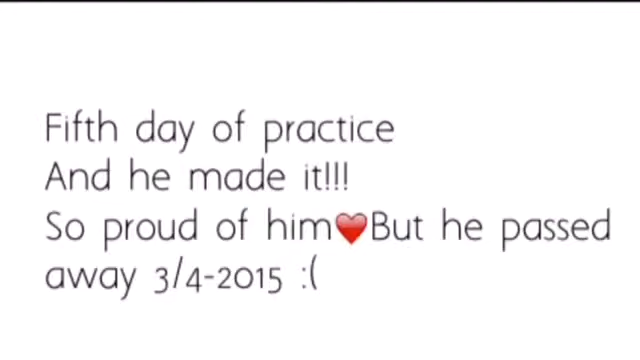 Fifth day of practice
And he made it!!!
So proud of him❤But he passed
away 3/4-2015 :(